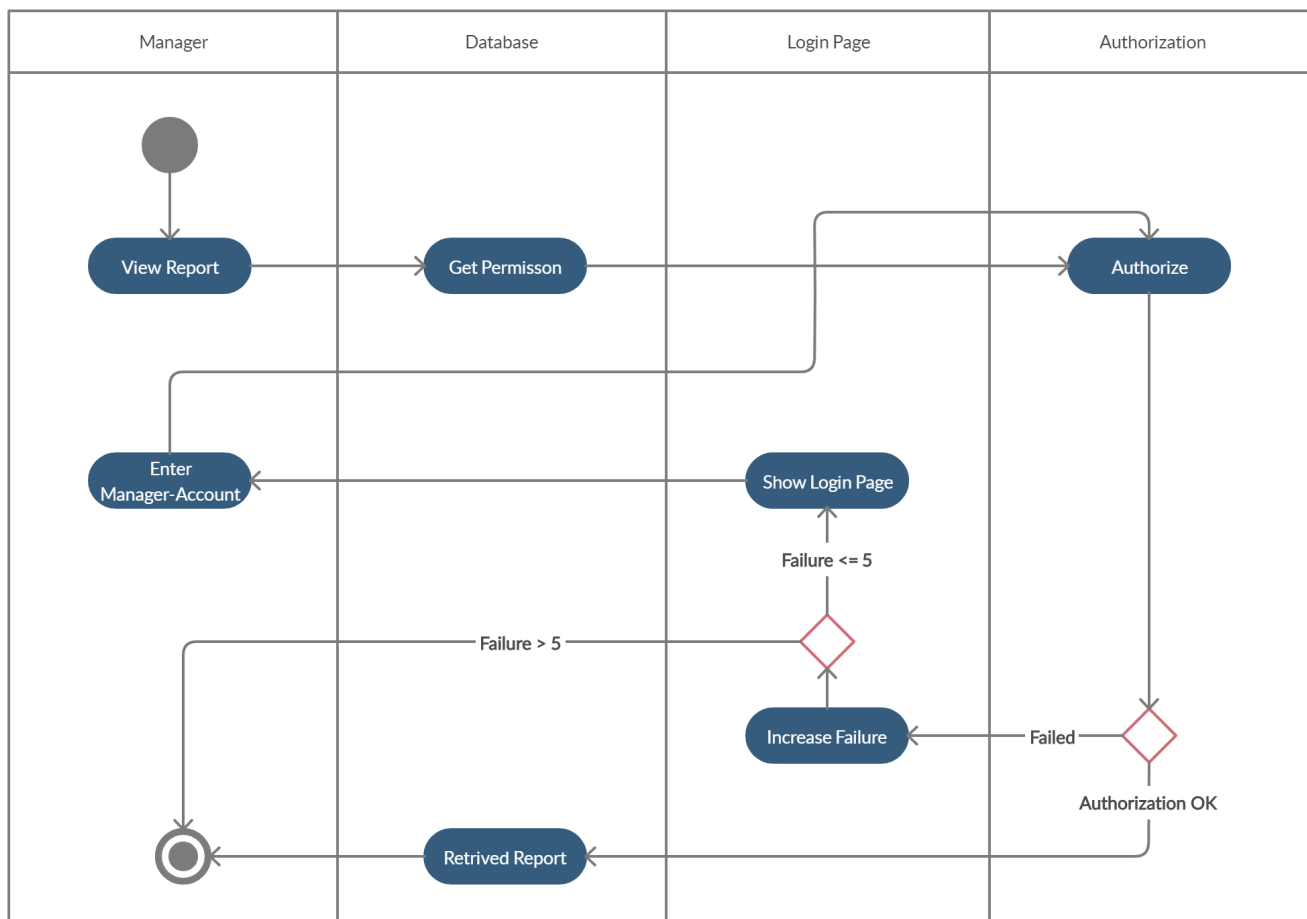 Manager
Database
Login Page
Authorization
View Report
Get Permisson
Authorize
Enter
Manager-Account
Show Login Page
Failure <= 5
Failure > 5
Increase Failure
Failed
Authorization OK
Retrived Report